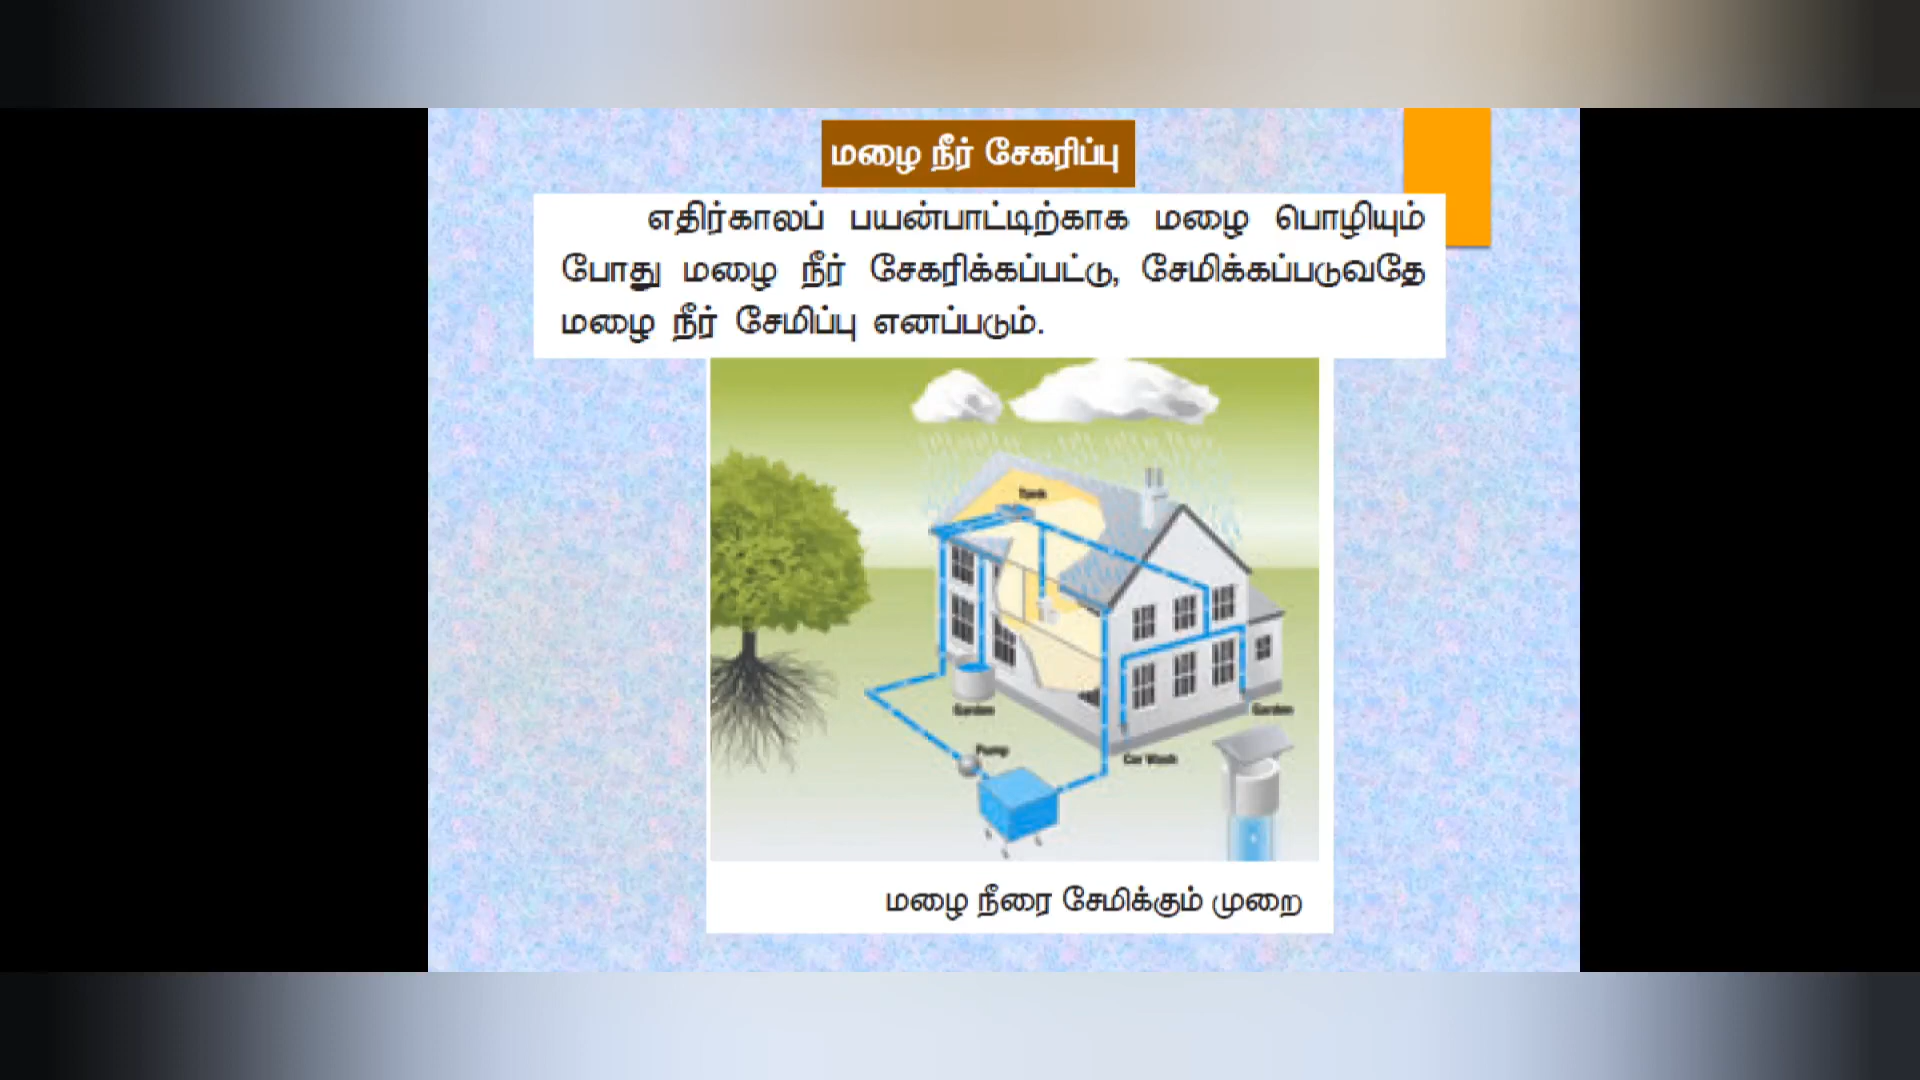 மழை நீர் சேகரிப்பு
எதிர்காலப் பயன்பாட்டிற்காக மழை பொழியும்
போது மழை நீர் சேகரிக்கப்பட்டு, சேமிக்கப்படுவதே
மழை நீர் சேமிப்பு எனப்படும்.
Tank
Garden
Garden
Pump
Car Wash
மழை நீரை சேமிக்கும் முறை